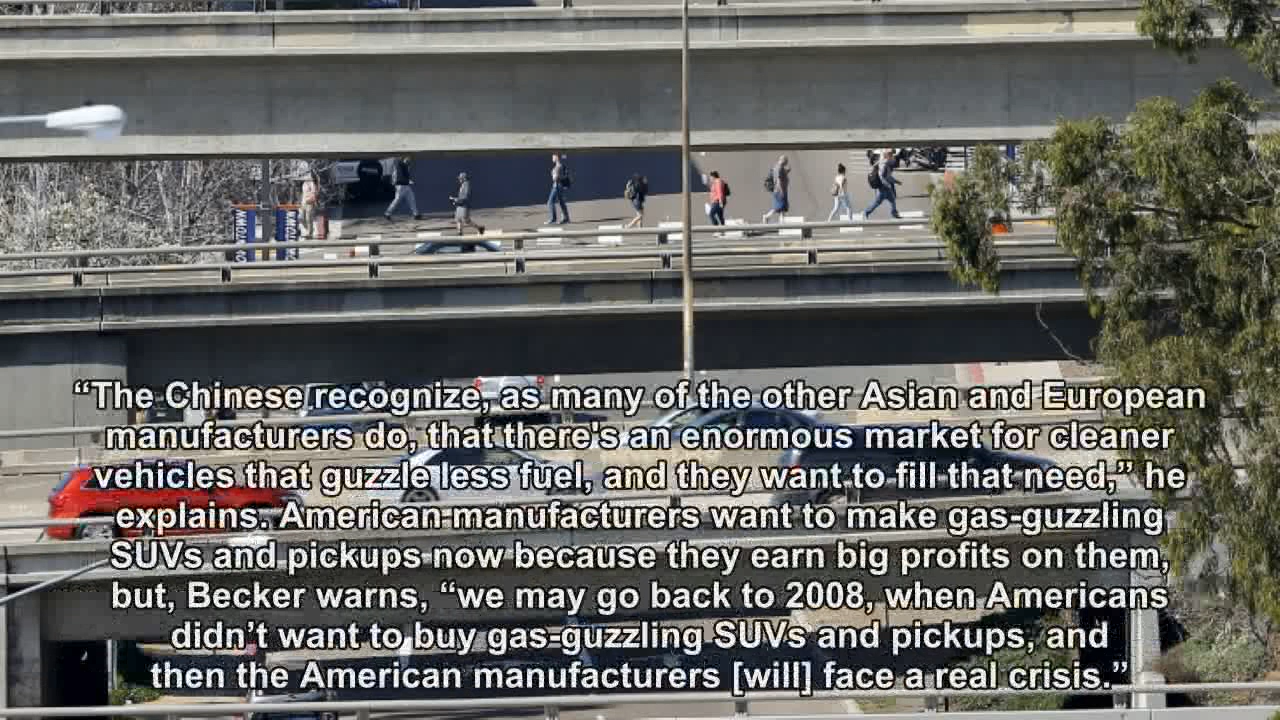 “The Chinese recognize, as many of the other Asian and European
manufacturers do, that there's an enormous market for cleaner
vehicles that guzzle less fuel, and they want to fill that need,” he
explains. American manufacturers want to make gas-guzzling
SUVs and pickups now because they earn big profits on them,
but, Becker warns, “we may go back to 2008, when Americans
didn’t want to buy gas-guzzling SUVs and pickups, and
then the American manufacturers [will] face a real crisis.”